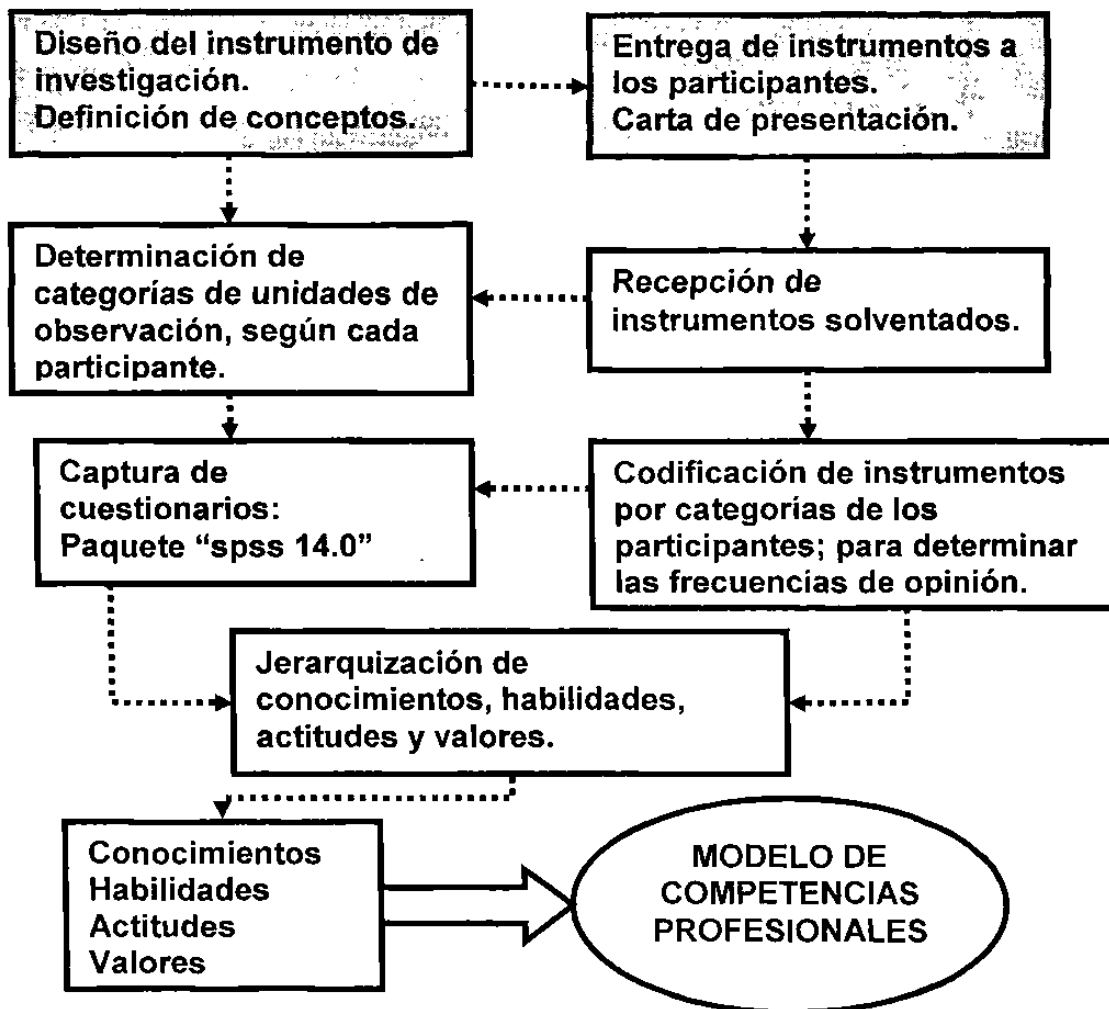 Diseño del instrumento de
investigación.
Definición de conceptos.
Entrega de instrumentos a
los participantes.
Carta de presentación.
Determinación de
categorías de unidades de
observación, según cada
participante.
Recepción de
instrumentos solventados.
Captura de
cuestionarios:
Paquete “spss 14.0”
Codificación de instrumentos
por categorías de los
participantes; para determinar
las frecuencias de opinión.
Jerarquización de
conocimientos, habilidades,
actitudes y valores.
Conocimientos
Habilidades
Actitudes
Valores
MODELO DE
COMPETENCIAS
PROFESIONALES